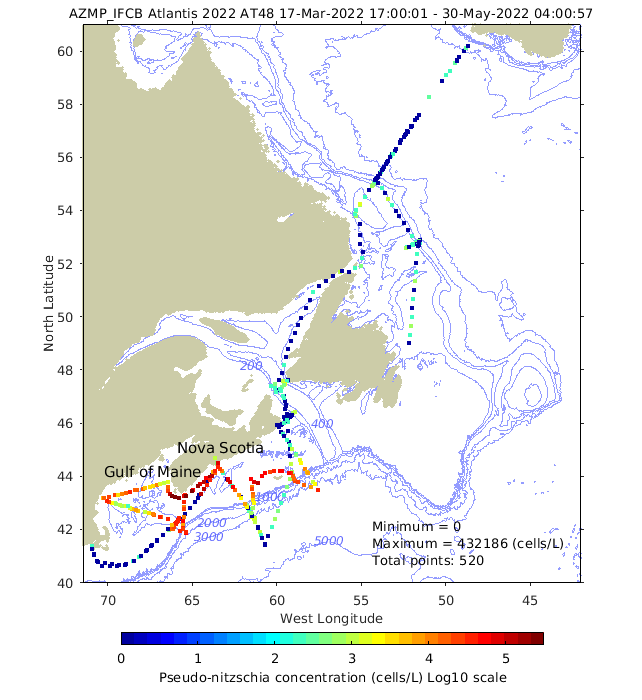 AZMP_IFCB Atlantis 2022 AT48 17-Mar-2022 17:00:01 - 30-May-2022 04:00:57
60
58
56
54
52
50
48
46
44
42
40
North Latitude
200
400
Nova Scotia
Gulf of Maine
2000
3000
5000
Minimum = 0
Maximum = 432186 (cells/L)
Total points: 520
70 65 60 55 50 45
West Longitude
0 1 2 3 4 5
Pseudo-nitzschia concentration (cells/L) Log10 scale